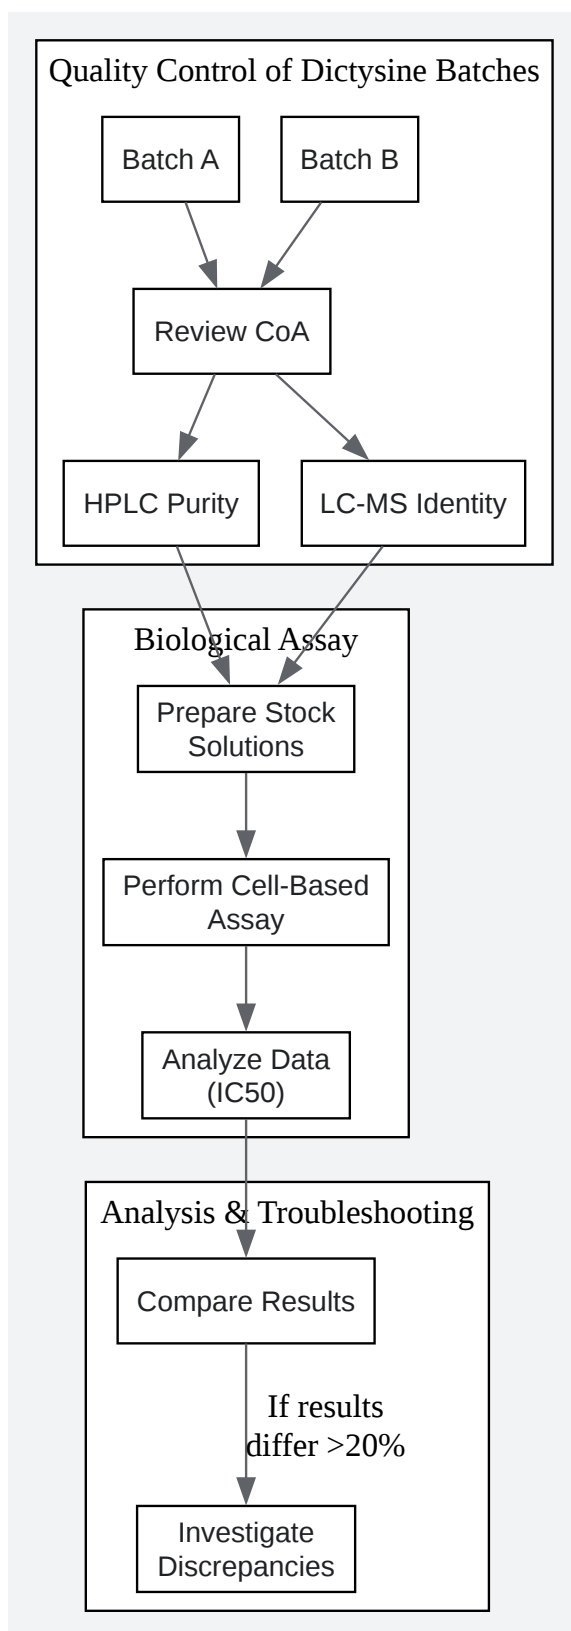 Quality Control of Dictysine Batches
Batch A
Batch B
Review CoA
HPLC Purity
LC-MS Identity
Biological Assay
Prepare Stock
Solutions
Perform Cell-Based
Assay
Analyze Data
(IC50)
Analysis & Troubleshooting
Compare Results
If results
differ >20%
Investigate
Discrepancies